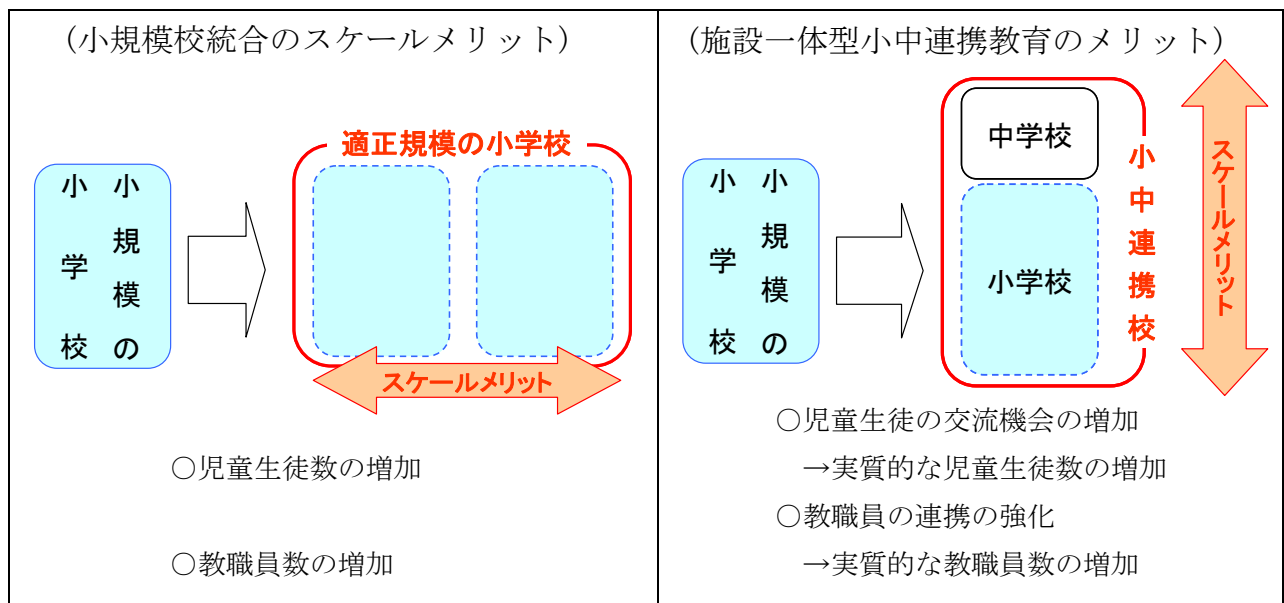 (小規模校統合のスケールメリット)
小規模の
小学校
適正規模の小学校
スケールメリット
○児童生徒数の増加
○教職員数の増加
(施設一体型小中連携教育のメリット)
小規模の
小学校
中学校
小学校
小中連携校
スケールメリット
○児童生徒の交流機会の増加
→実質的な児童生徒数の増加
○教職員の連携の強化
→実質的な教職員数の増加